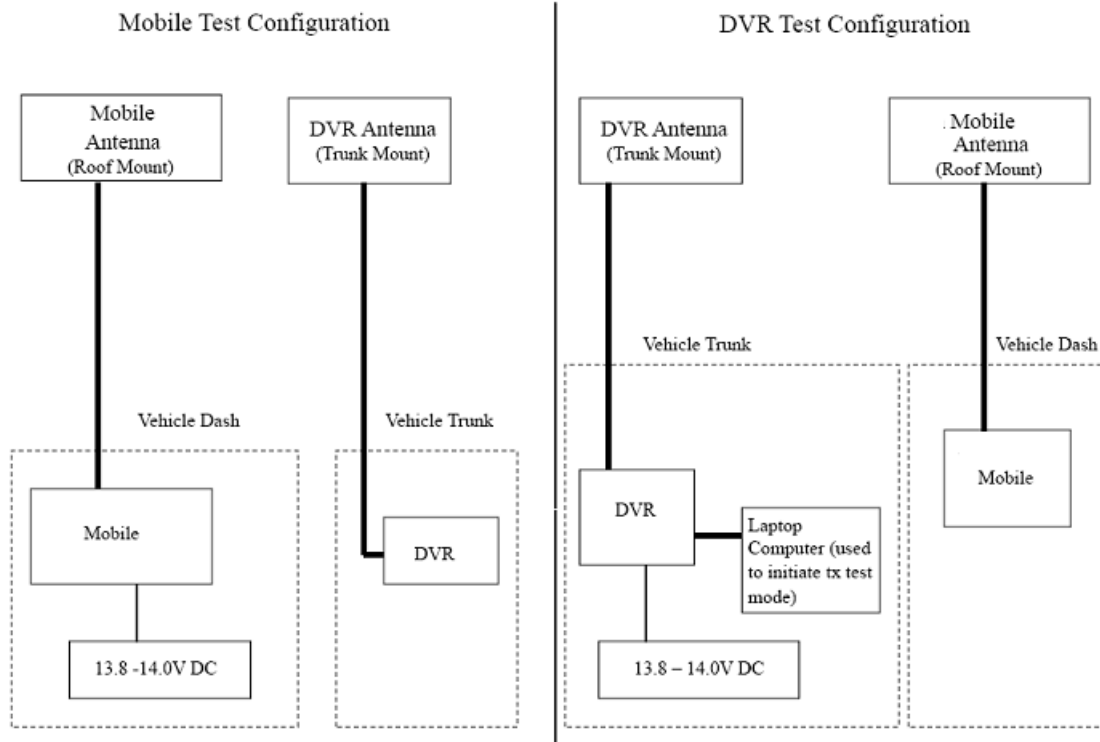 Mobile Test Configuration
Mobile
Antenna
(Roof Mount)
DVR Antenna
(Trunk Mount)
Vehicle Dash
Vehicle Trunk
Mobile
DVR
13.8 -14.0V DC
DVR Test Configuration
DVR Antenna
(Trunk Mount)
. Mobile
Antenna
(Roof Mount)
Vehicle Trunk
Vehicle Dash
DVR
Laptop
Computer (used
to initiate tx test
mode)
Mobile
13.8 – 14.0V DC